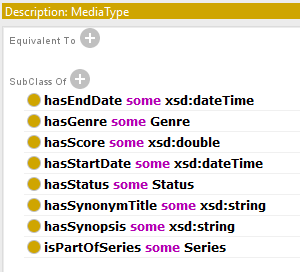 Description: MediaType
Equivalent To
SubClass Of
hasEndDate some xsd:dateTime
hasGenre some Genre
hasScore some xsd:double
hasStartDate some xsd:dateTime
hasStatus some Status
hasSynonymTitle some xsd:string
hasSynopsis some xsd:string
isPartOfSeries some Series